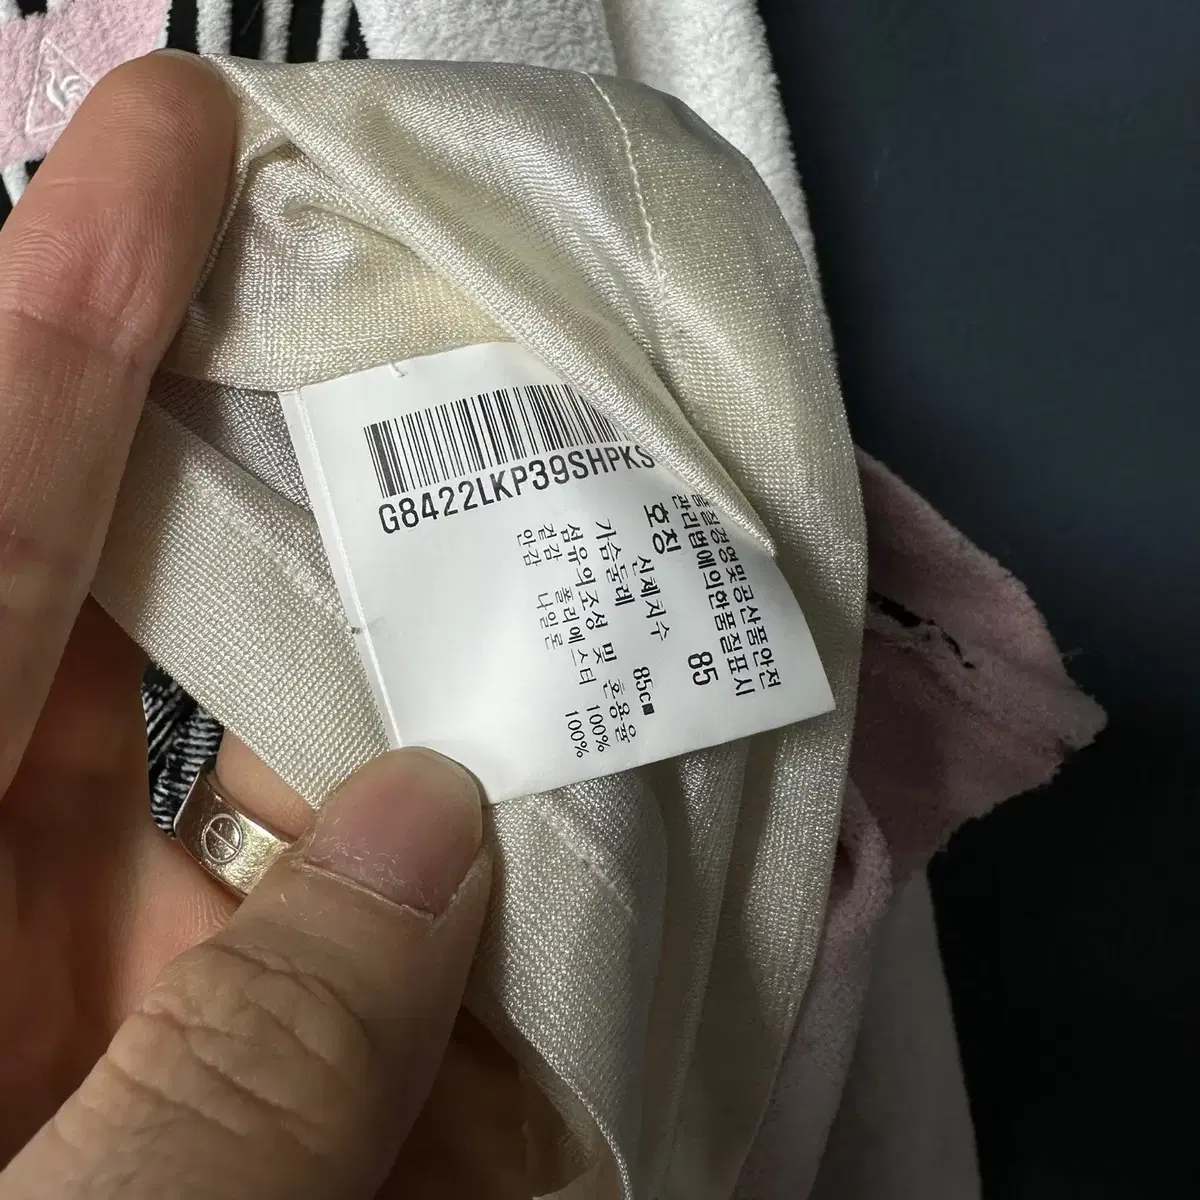 G8422LKP39SHPKS
품질경영및공산품안전
관리법에의한품질표시
호칭 85
신체치수
가슴둘레 85c■
섬유의조성 및 혼용율
겉감 폴리에스터 100%
안감 나일론 100%